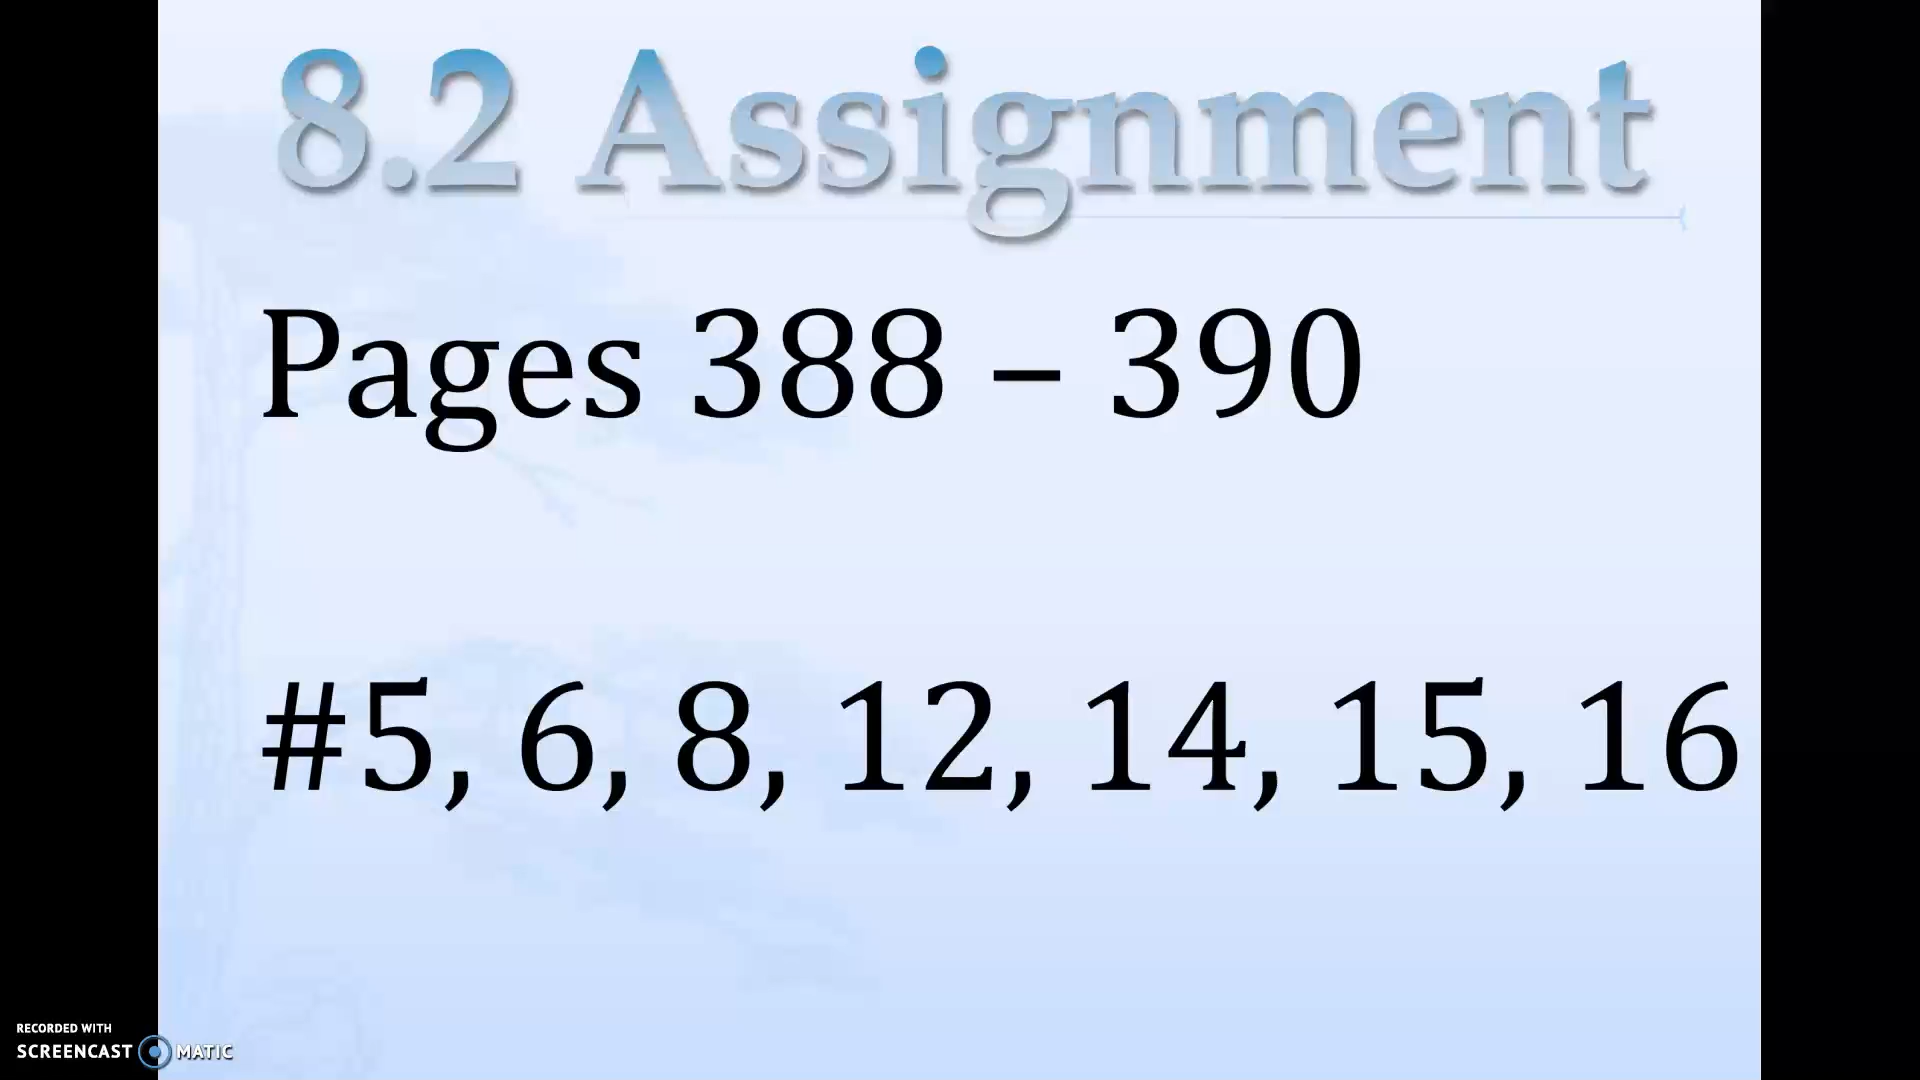 8.2 Assignment
Pages 388 – 390
#5, 6, 8, 12, 14, 15, 16
RECORDED WITH
SCREENCAST MATIC